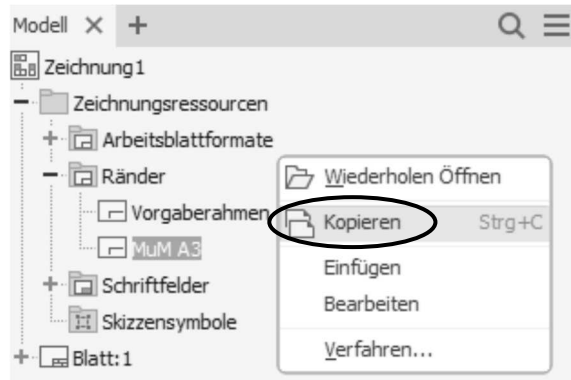 Modell
Zeichnung1
Zeichnungsressourcen
Arbeitsblattformate
Ränder
Vorgaberahmen
MuM A3
Schriftfelder
Skizzensymbole
Blatt:1
Wiederholen Öffnen
Kopieren Strg+C
Einfügen
Bearbeiten
Verfahren...